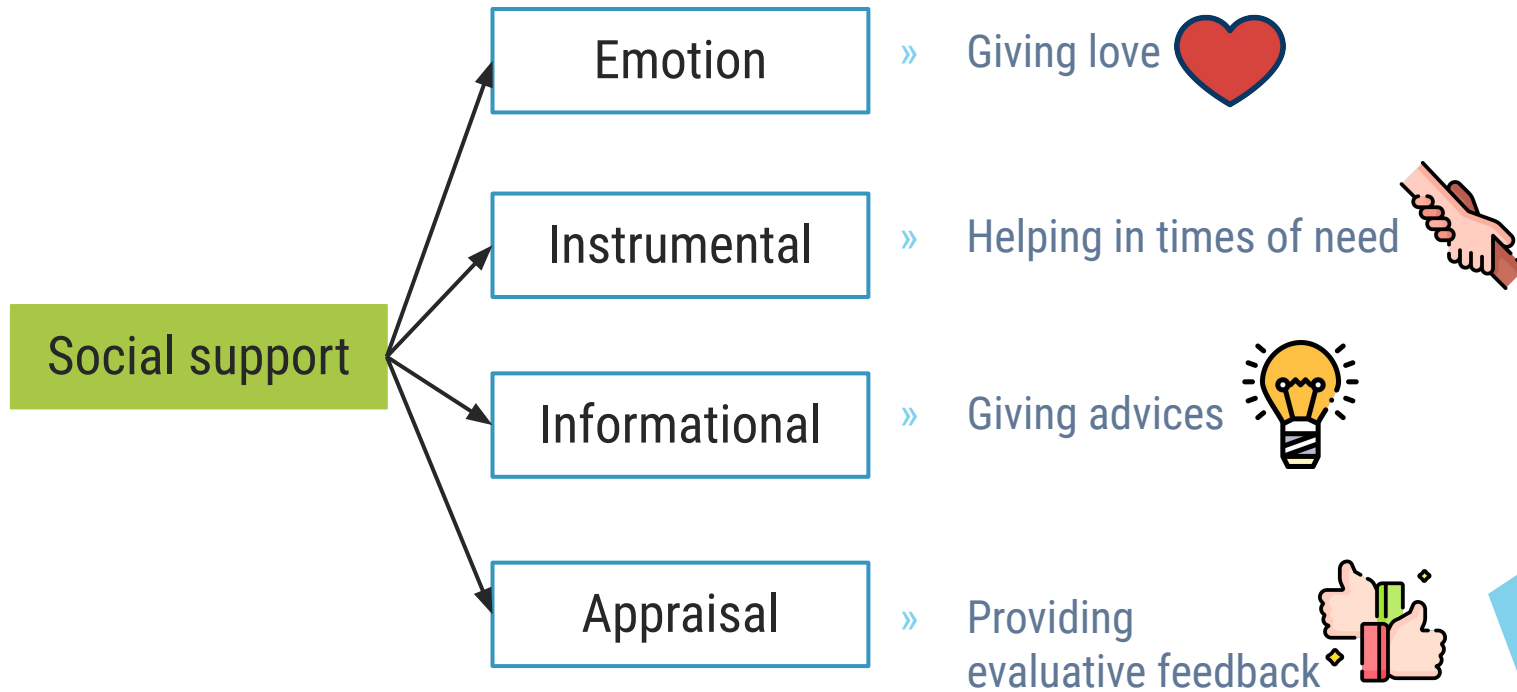 Emotion
» Giving love
Instrumental
» Helping in times of need
Social support
Informational
» Giving advices
Appraisal
» Providing
evaluative feedback